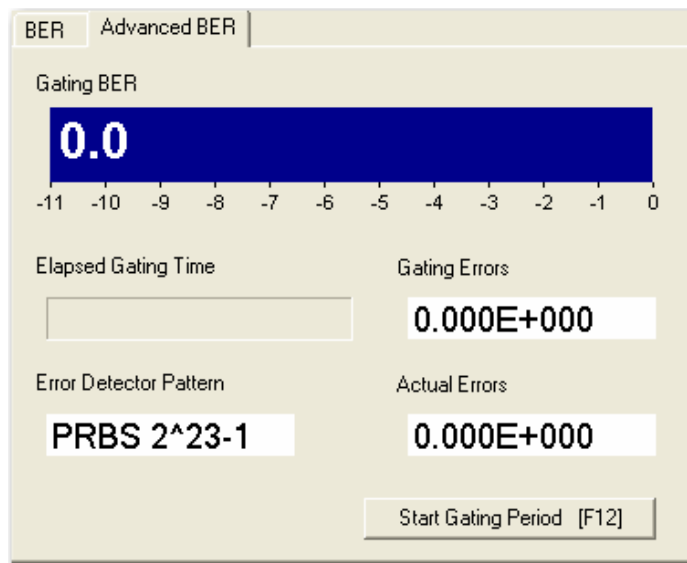 BER Advanced BER
Gating BER
0.0
-11 -10 -9 -8 -7 -6 -5 -4 -3 -2 -1 0
Elapsed Gating Time
Gating Errors
0.000E+000
Error Detector Pattern
Actual Errors
PRBS 2^23-1
0.000E+000
Start Gating Period [F12]